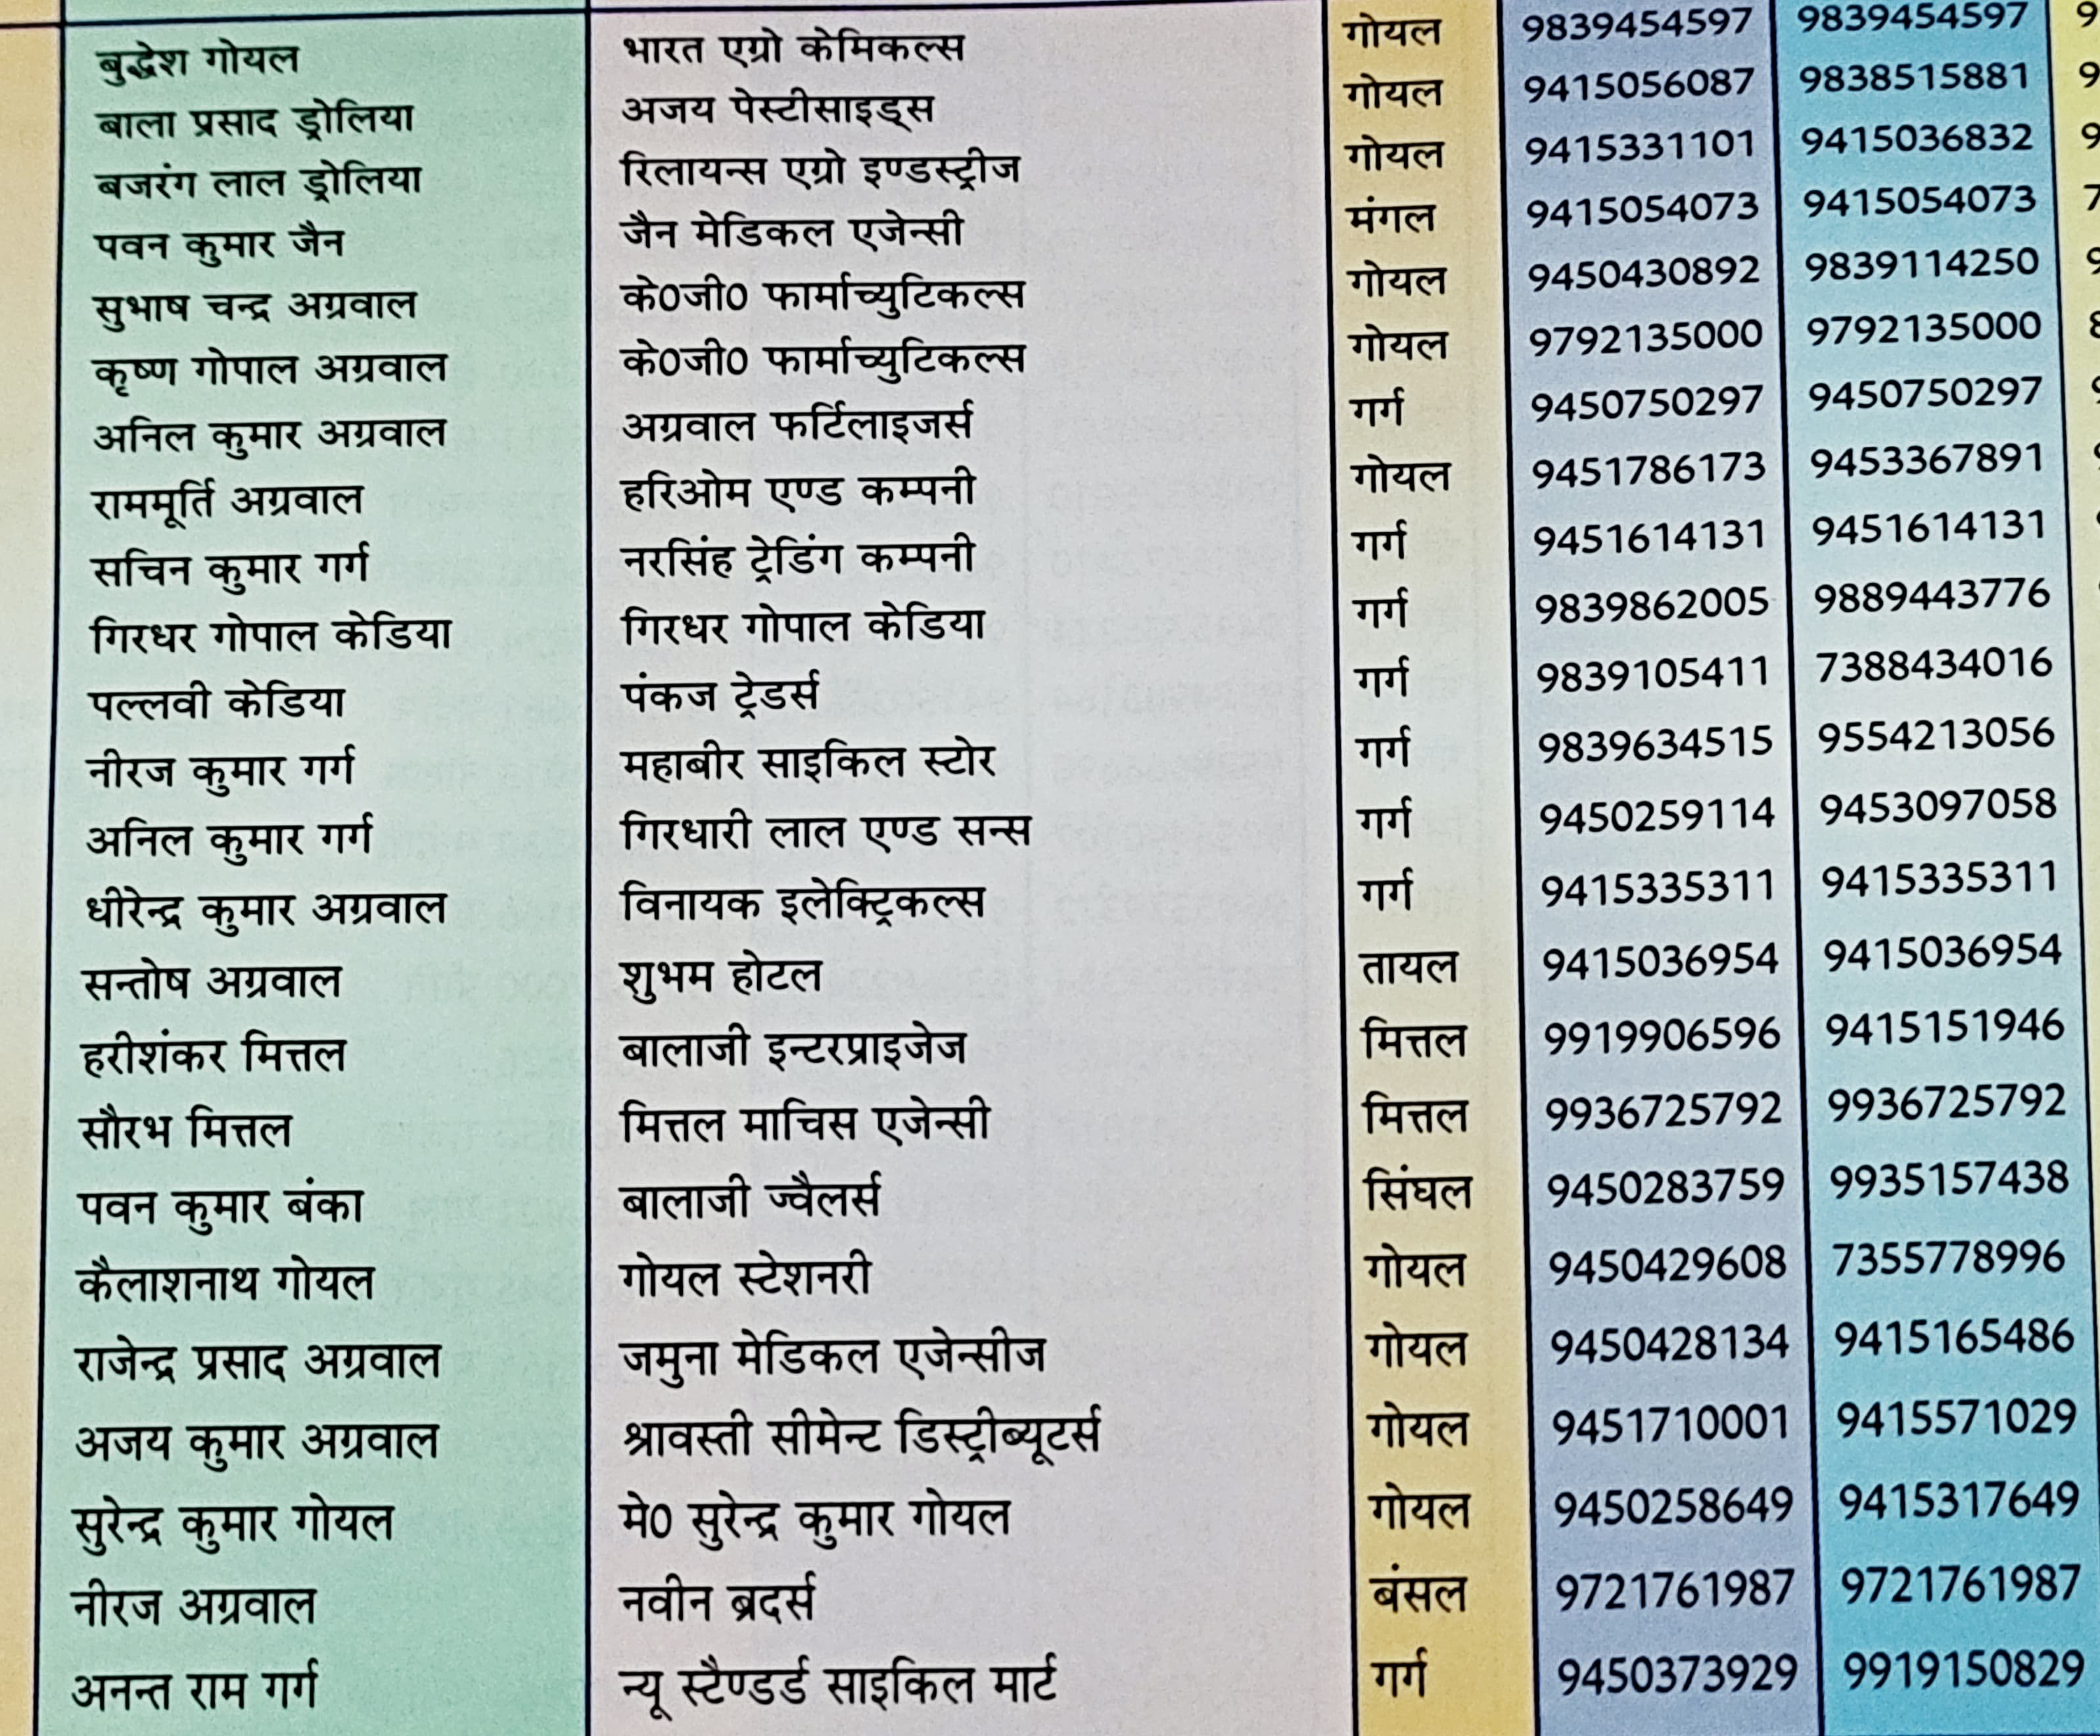 बुद्धेश गोयल भारत एग्रो केमिकल्स गोयल 9839454597 9839454597
बाला प्रसाद ड्रोलिया अजय पेस्टीसाइड्स गोयल 9415056087 9838515881
बजरंग लाल ड्रोलिया रिलायन्स एग्रो इण्डस्ट्रीज गोयल 9415331101 9415036832
पवन कुमार जैन जैन मेडिकल एजेन्सी मंगल 9415054073 9415054073
सुभाष चन्द्र अग्रवाल के0जी0 फार्माच्युटिकल्स गोयल 9450430892 9839114250
कृष्ण गोपाल अग्रवाल के0जी0 फार्माच्युटिकल्स गोयल 9792135000 9792135000
अनिल कुमार अग्रवाल अग्रवाल फर्टिलाइजर्स गर्ग 9450750297 9450750297
राममूर्ति अग्रवाल हरिओम एण्ड कम्पनी गोयल 9451786173 9453367891
सचिन कुमार गर्ग नरसिंह ट्रेडिंग कम्पनी गर्ग 9451614131 9451614131
गिरधर गोपाल केडिया गिरधर गोपाल केडिया गर्ग 9839862005 9889443776
पल्लवी केडिया पंकज ट्रेडर्स गर्ग 9839105411 7388434016
नीरज कुमार गर्ग महाबीर साइकिल स्टोर गर्ग 9839634515 9554213056
अनिल कुमार गर्ग गिरधारी लाल एण्ड सन्स गर्ग 9450259114 9453097058
धीरेन्द्र कुमार अग्रवाल विनायक इलेक्ट्रिकल्स गर्ग 9415335311 9415335311
सन्तोष अग्रवाल शुभम होटल तायल 9415036954 9415036954
हरीशंकर मित्तल बालाजी इन्टरप्राइजेज मित्तल 9919906596 9415151946
सौरभ मित्तल मित्तल माचिस एजेन्सी मित्तल 9936725792 9936725792
पवन कुमार बंका बालाजी ज्वैलर्स सिंघल 9450283759 9935157438
कैलाशनाथ गोयल गोयल स्टेशनरी गोयल 9450429608 7355778996
राजेन्द्र प्रसाद अग्रवाल जमुना मेडिकल एजेन्सीज गोयल 9450428134 9415165486
अजय कुमार अग्रवाल श्रावस्ती सीमेन्ट डिस्ट्रीब्यूटर्स गोयल 9451710001 9415571029
सुरेन्द्र कुमार गोयल मे0 सुरेन्द्र कुमार गोयल गोयल 9450258649 9415317649
नीरज अग्रवाल नवीन ब्रदर्स बंसल 9721761987 9721761987
अनन्त राम गर्ग न्यू स्टैण्डर्ड साइकिल मार्ट गर्ग 9450373929 9919150829